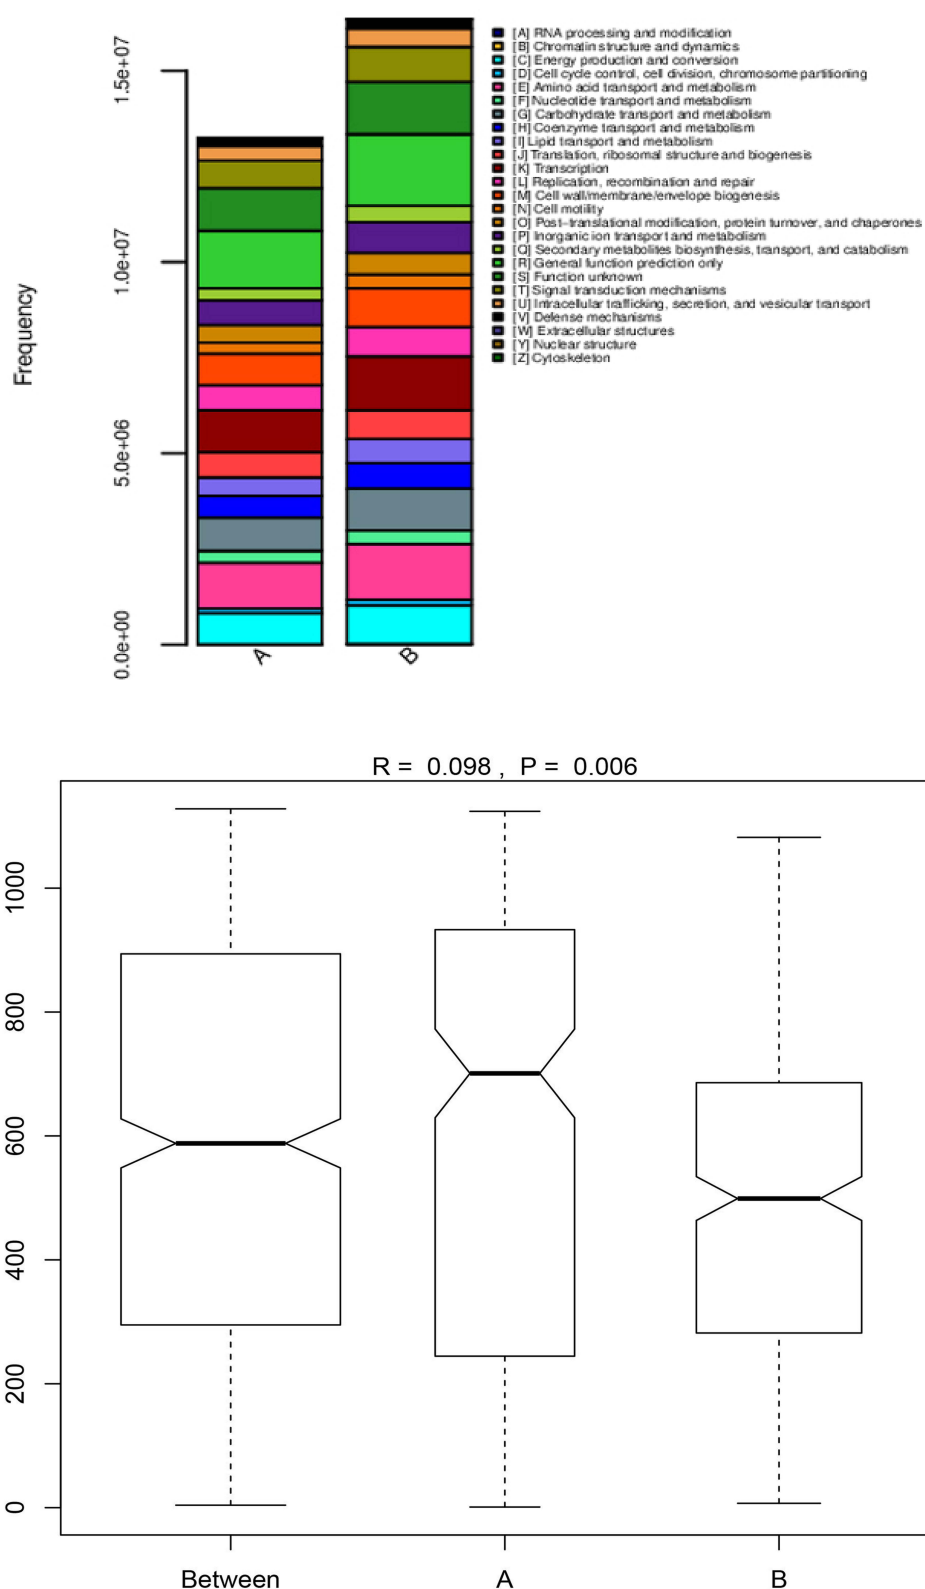 Frequency
1.5e+07
1.0e+07
5.0e+06
0.0e+00
A
B
[A] RNA processing and modification
[B] Chromatin structure and dynamics
[C] Energy production and conversion
[D] Cell cycle control, cell division, chromosome partitioning
[E] Amino acid transport and metabolism
[F] Nucleotide transport and metabolism
[G] Carbohydrate transport and metabolism
[H] Coenzyme transport and metabolism
[I] Lipid transport and metabolism
[J] Translation, ribosomal structure and biogenesis
[K] Transcription
[L] Replication, recombination and repair
[M] Cell wall/membrane/envelope biogenesis
[N] Cell motility
[O] Post-translational modification, protein turnover, and chaperones
[P] Inorganic ion transport and metabolism
[Q] Secondary metabolites biosynthesis, transport, and catabolism
[R] General function prediction only
[S] Function unknown
[T] Signal transduction mechanisms
[U] Intracellular trafficking, secretion, and vesicular transport
[V] Defense mechanisms
[W] Extracellular structures
[Y] Nuclear structure
[Z] Cytoskeleton
R = 0.098 , P = 0.006
1000
800
600
400
200
0
Between
A
B